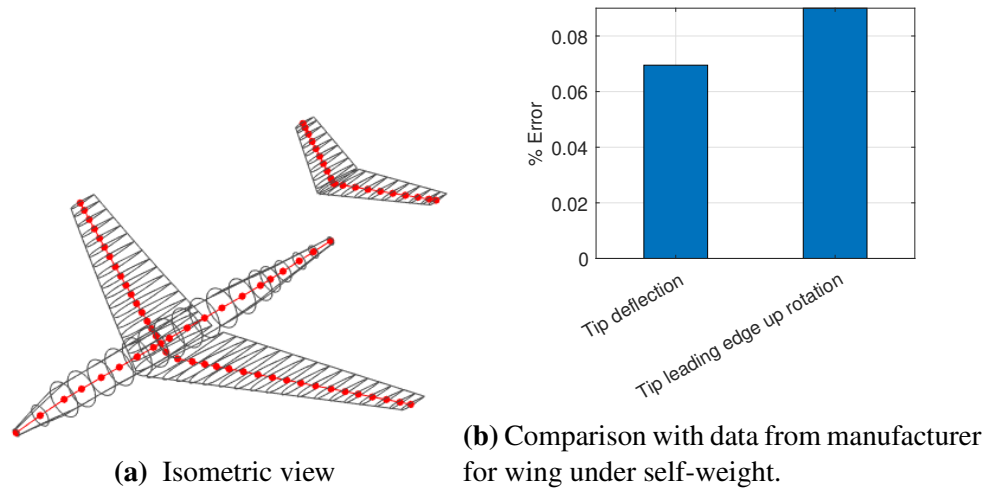 0.08
0.06
0.04
0.02
0
% Error
Tip deflection
Tip leading edge up rotation
(a) Isometric view
(b) Comparison with data from manufacturer
for wing under self-weight.